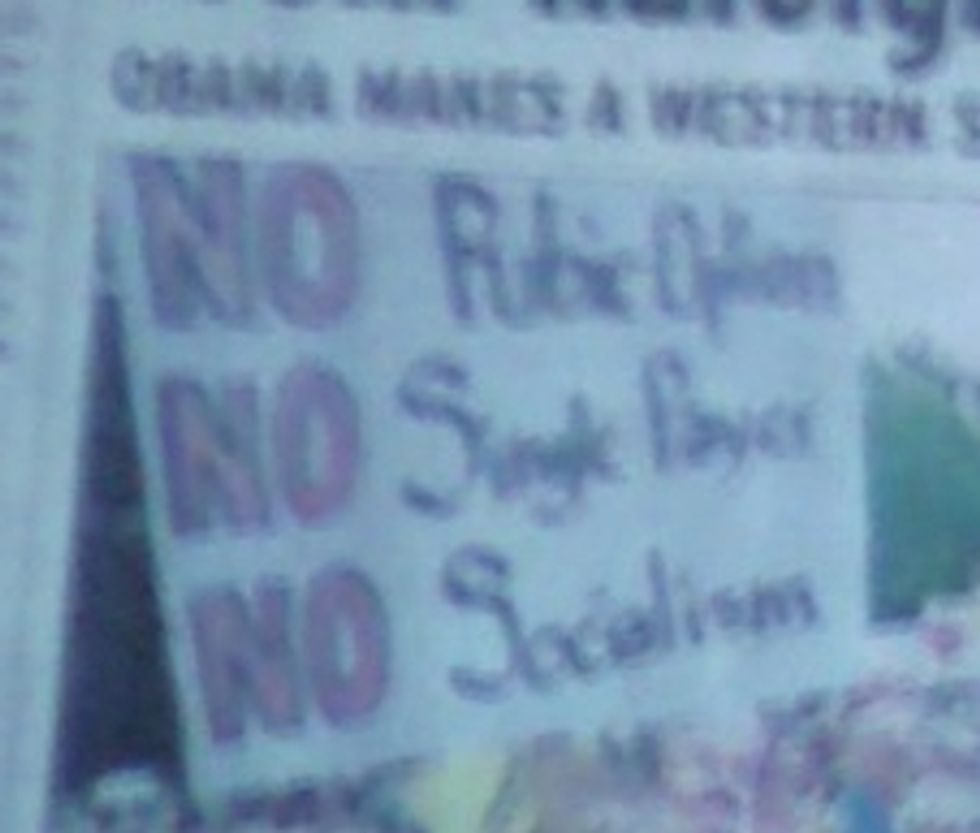 OBAMA MAKES A WESTERN S
NO Public Option
NO Single Payer
NO Socialism